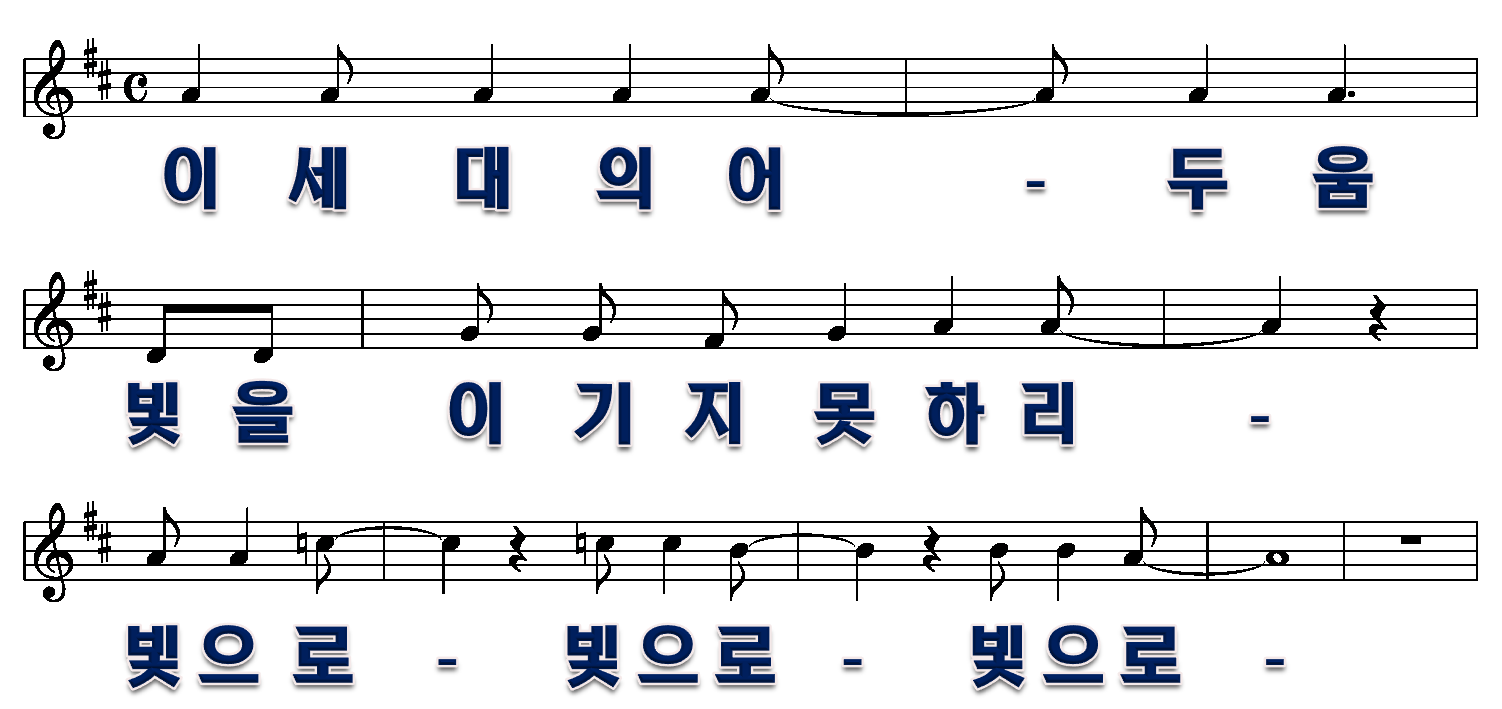 이 세 대 의 어 - 두 움
빛 을 이 기 지 못 하 리 -
빛 으 로 - 빛 으 로 - 빛 으 로 -